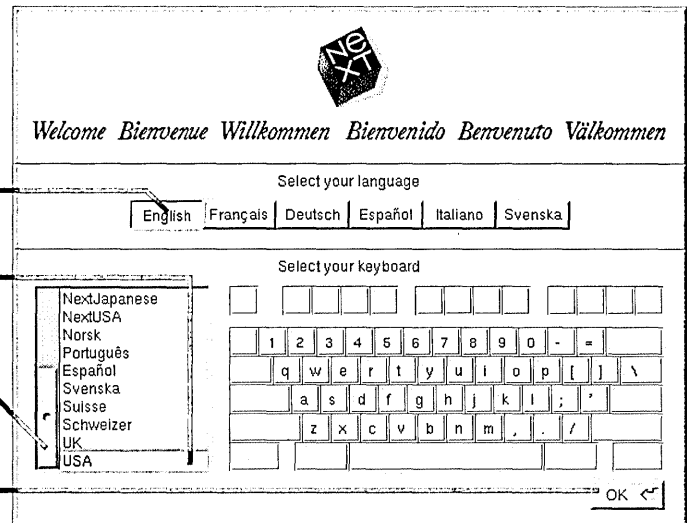 NeXT
Welcome Bienvenue Willkommen Bienvenido Benvenuto Välkommen
Select your language
English Français Deutsch Español Italiano Svenska
Select your keyboard
NextJapanese
NextUSA
Norsk
Português
Español
Svenska
Suisse
Schweizer
UK
USA
1 2 3 4 5 6 7 8 9 0 - =
q w e r t y u i o p [ ] \
a s d f g h j k l ; '
z x c v b n m , . /
OK